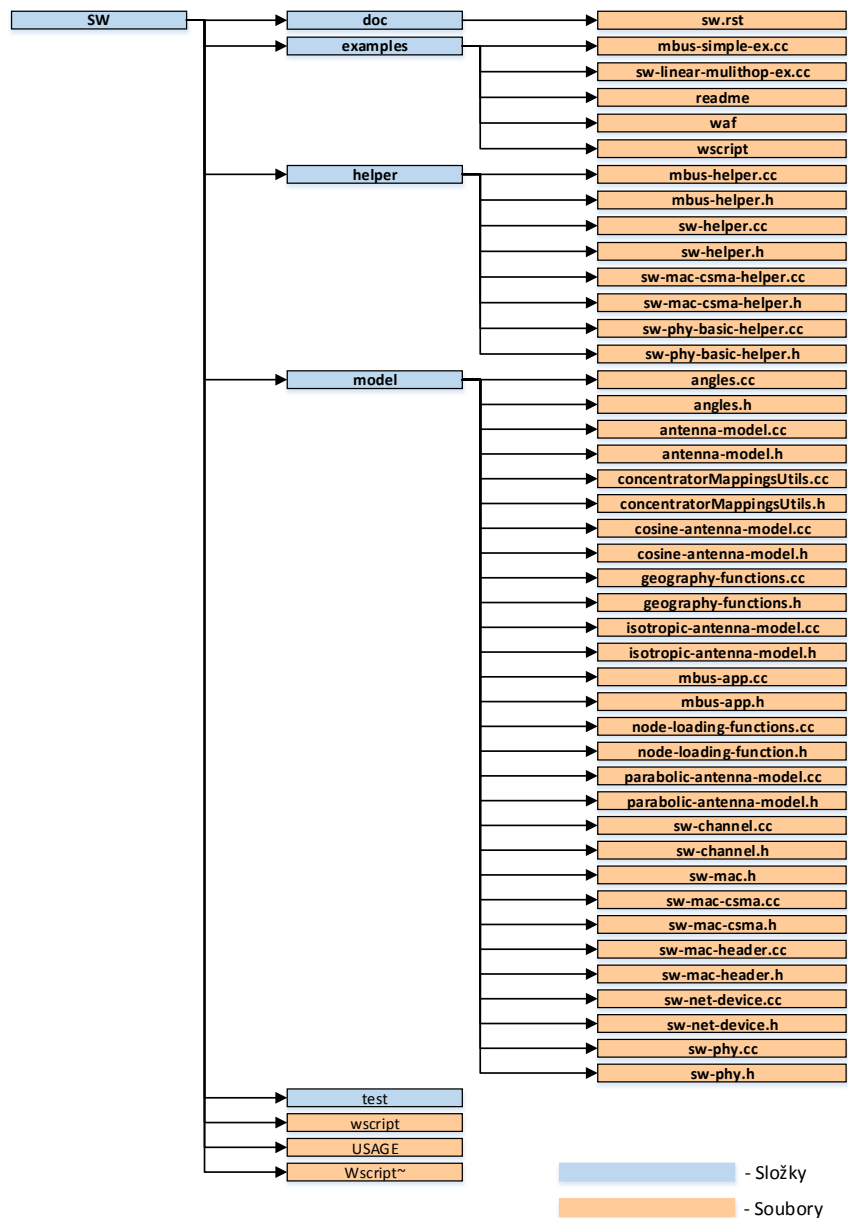 SW
doc
sw.rst
examples
mbus-simple-ex.cc
sw-linear-mulithop-ex.cc
readme
waf
wscript
helper
mbus-helper.cc
mbus-helper.h
sw-helper.cc
sw-helper.h
sw-mac-csma-helper.cc
sw-mac-csma-helper.h
sw-phy-basic-helper.cc
sw-phy-basic-helper.h
model
angles.cc
angles.h
antenna-model.cc
antenna-model.h
concentratorMappingsUtils.cc
concentratorMappingsUtils.h
cosine-antenna-model.cc
cosine-antenna-model.h
geography-functions.cc
geography-functions.h
isotropic-antenna-model.cc
isotropic-antenna-model.h
mbus-app.cc
mbus-app.h
node-loading-functions.cc
node-loading-function.h
parabolic-antenna-model.cc
parabolic-antenna-model.h
sw-channel.cc
sw-channel.h
sw-mac.h
sw-mac-csma.cc
sw-mac-csma.h
sw-mac-header.cc
sw-mac-header.h
sw-net-device.cc
sw-net-device.h
sw-phy.cc
sw-phy.h
test
wscript
USAGE
Wscript~
- Složky
- Soubory